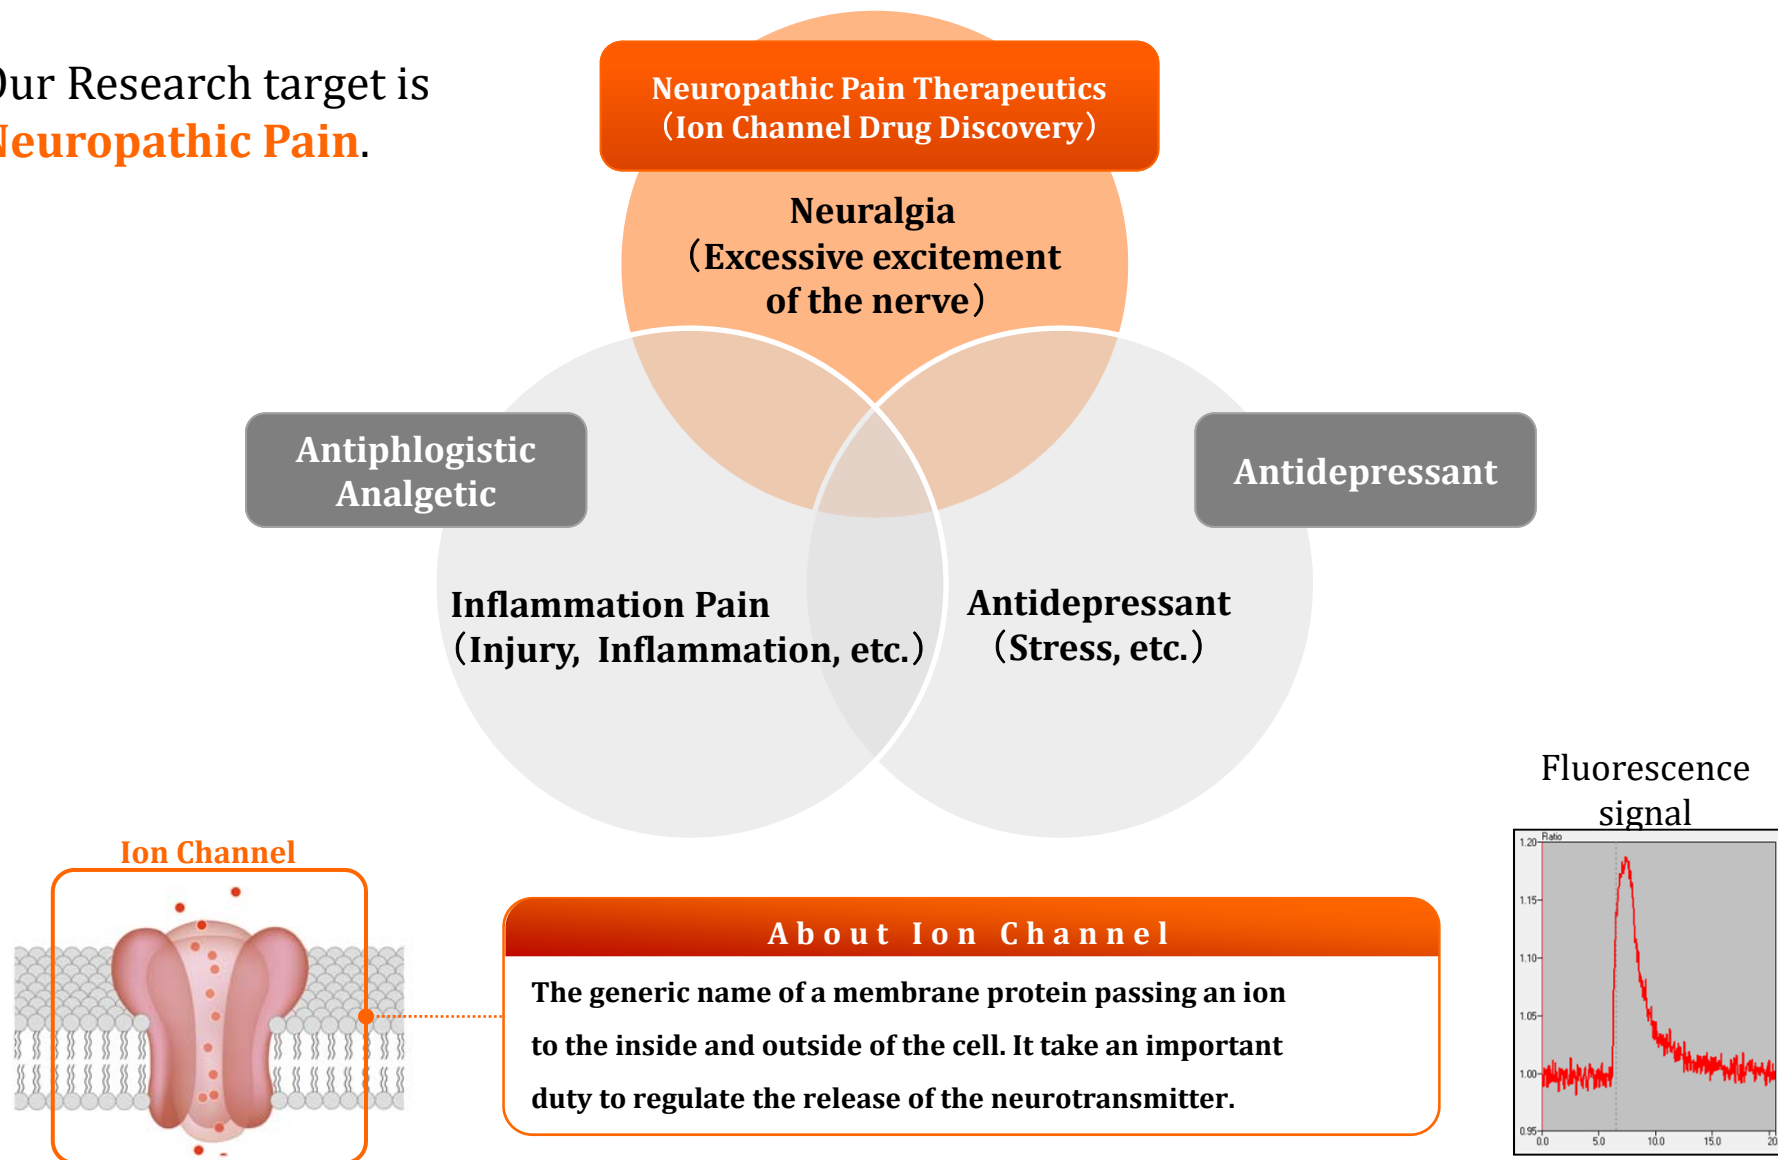 Our Research target is
Neuropathic Pain.
Neuropathic Pain Therapeutics
（Ion Channel Drug Discovery）
Neuralgia
（Excessive excitement
of the nerve）
Antiphlogistic
Analgetic
Antidepressant
Inflammation Pain
（Injury, Inflammation, etc.）
Antidepressant
（Stress, etc.）
Ion Channel
About Ion Channel
The generic name of a membrane protein passing an ion
to the inside and outside of the cell. It take an important
duty to regulate the release of the neurotransmitter.
Fluorescence
signal
Ratio
1.20
1.15
1.10
1.05
1.00
0.95
0.0 5.0 10.0 15.0 20